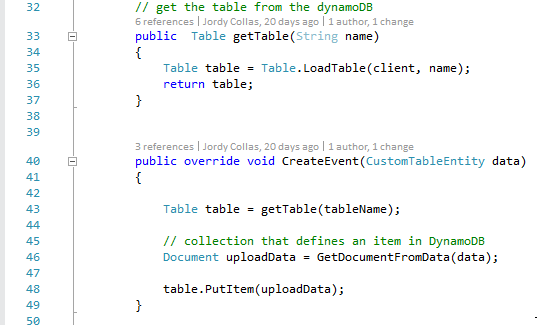 32 // get the table from the dynamoDB
6 references | Jordy Collas, 20 days ago | 1 author, 1 change
33 public  Table getTable(String name)
34 {
35 Table table = Table.LoadTable(client, name);
36 return table;
37 }
38
39
3 references | Jordy Collas, 20 days ago | 1 author, 1 change
40 public override void CreateEvent(CustomTableEntity data)
41 {
42
43 Table table = getTable(tableName);
44
45 // collection that defines an item in DynamoDB
46 Document uploadData = GetDocumentFromData(data);
47
48 table.PutItem(uploadData);
49 }
50